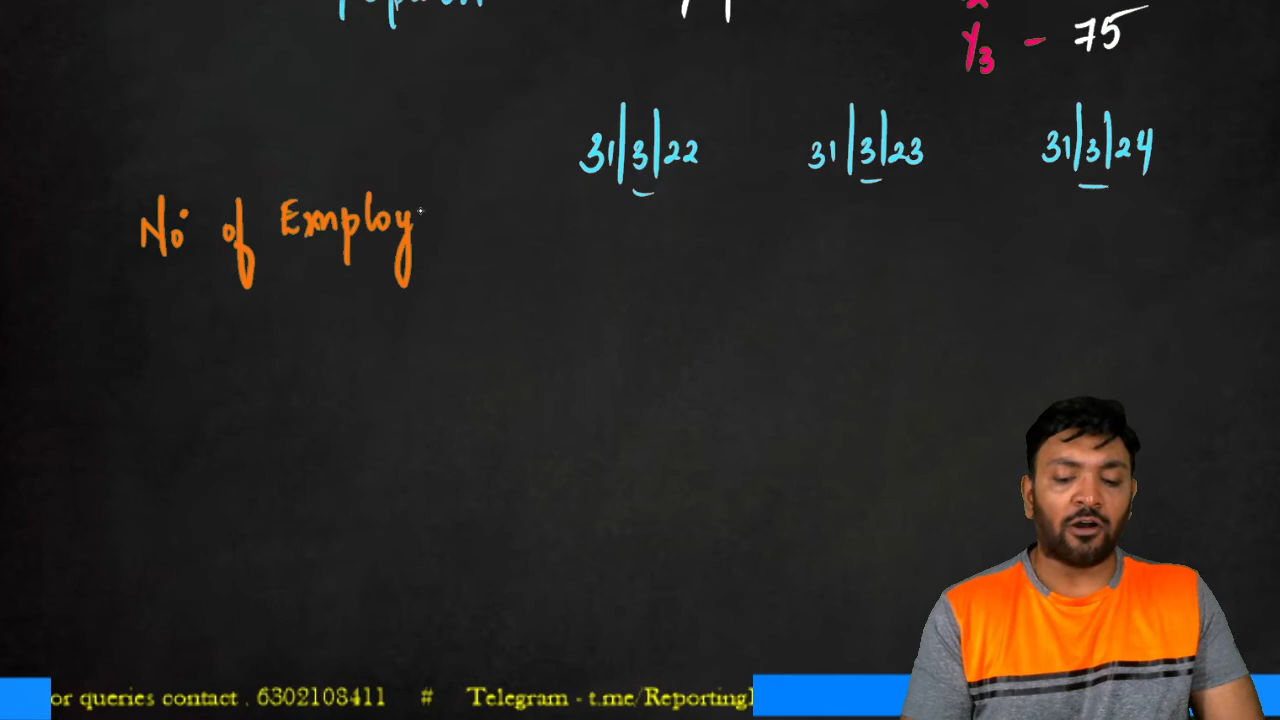 Y3 - 75
31|3|22 31|3|23 31|3|24
No of Employ
or queries contact . 6302108411 # Telegram - t.me/Reporting